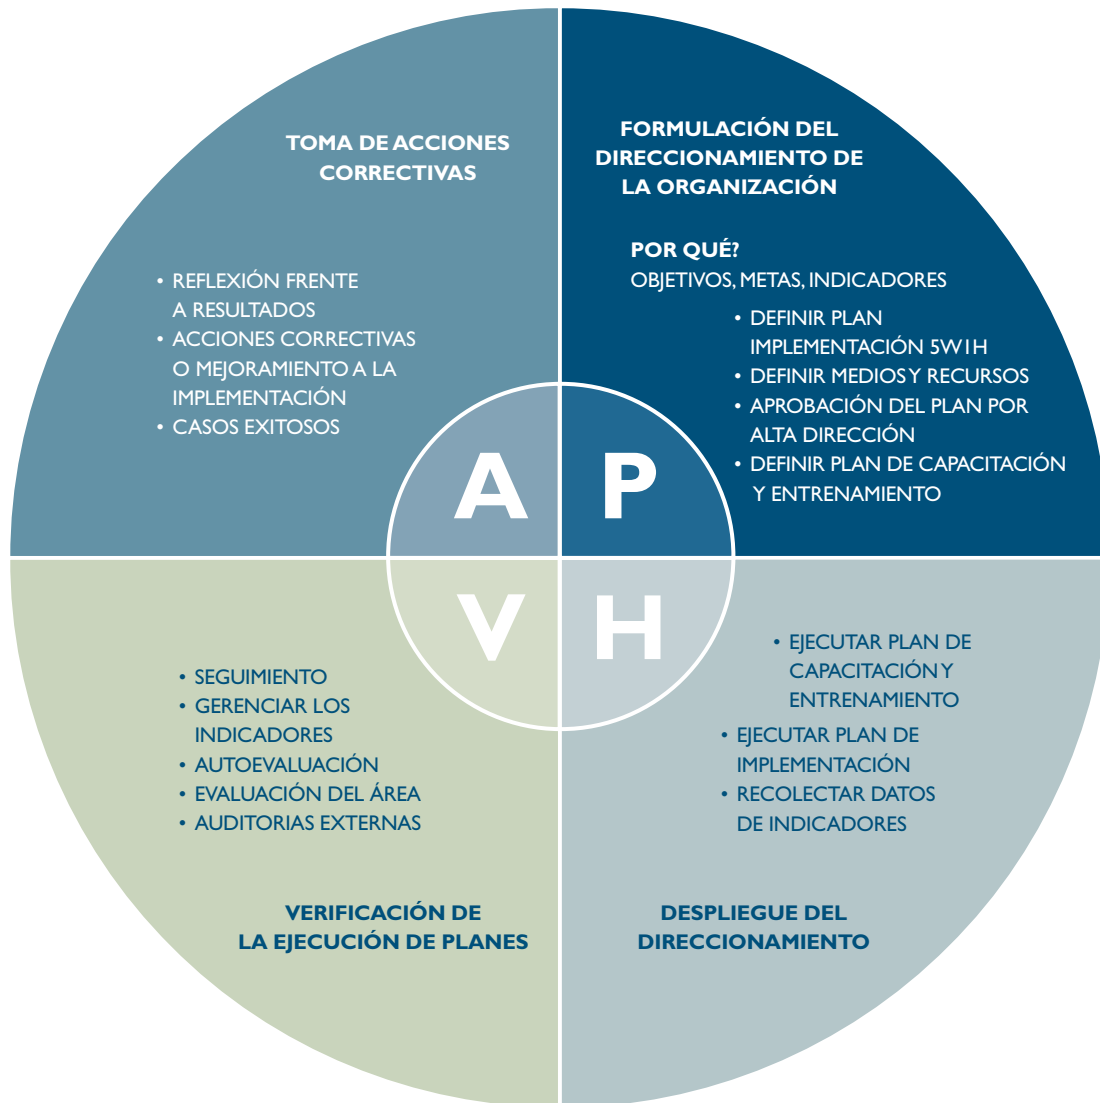 TOMA DE ACCIONES
CORRECTIVAS
• REFLEXIÓN FRENTE
A RESULTADOS
• ACCIONES CORRECTIVAS
O MEJORAMIENTO A LA
IMPLEMENTACIÓN
• CASOS EXITOSOS
A
FORMULACIÓN DEL
DIRECCIONAMIENTO DE
LA ORGANIZACIÓN
POR QUÉ?
OBJETIVOS, METAS, INDICADORES
• DEFINIR PLAN
IMPLEMENTACIÓN 5W1H
• DEFINIR MEDIOS Y RECURSOS
• APROBACIÓN DEL PLAN POR
ALTA DIRECCIÓN
• DEFINIR PLAN DE CAPACITACIÓN
Y ENTRENAMIENTO
P
V
• SEGUIMIENTO
• GERENCIAR LOS
INDICADORES
• AUTOEVALUACIÓN
• EVALUACIÓN DEL ÁREA
• AUDITORIAS EXTERNAS
VERIFICACIÓN DE
LA EJECUCIÓN DE PLANES
H
• EJECUTAR PLAN DE
CAPACITACIÓN Y
ENTRENAMIENTO
• EJECUTAR PLAN DE
IMPLEMENTACIÓN
• RECOLECTAR DATOS
DE INDICADORES
DESPLIEGUE DEL
DIRECCIONAMIENTO